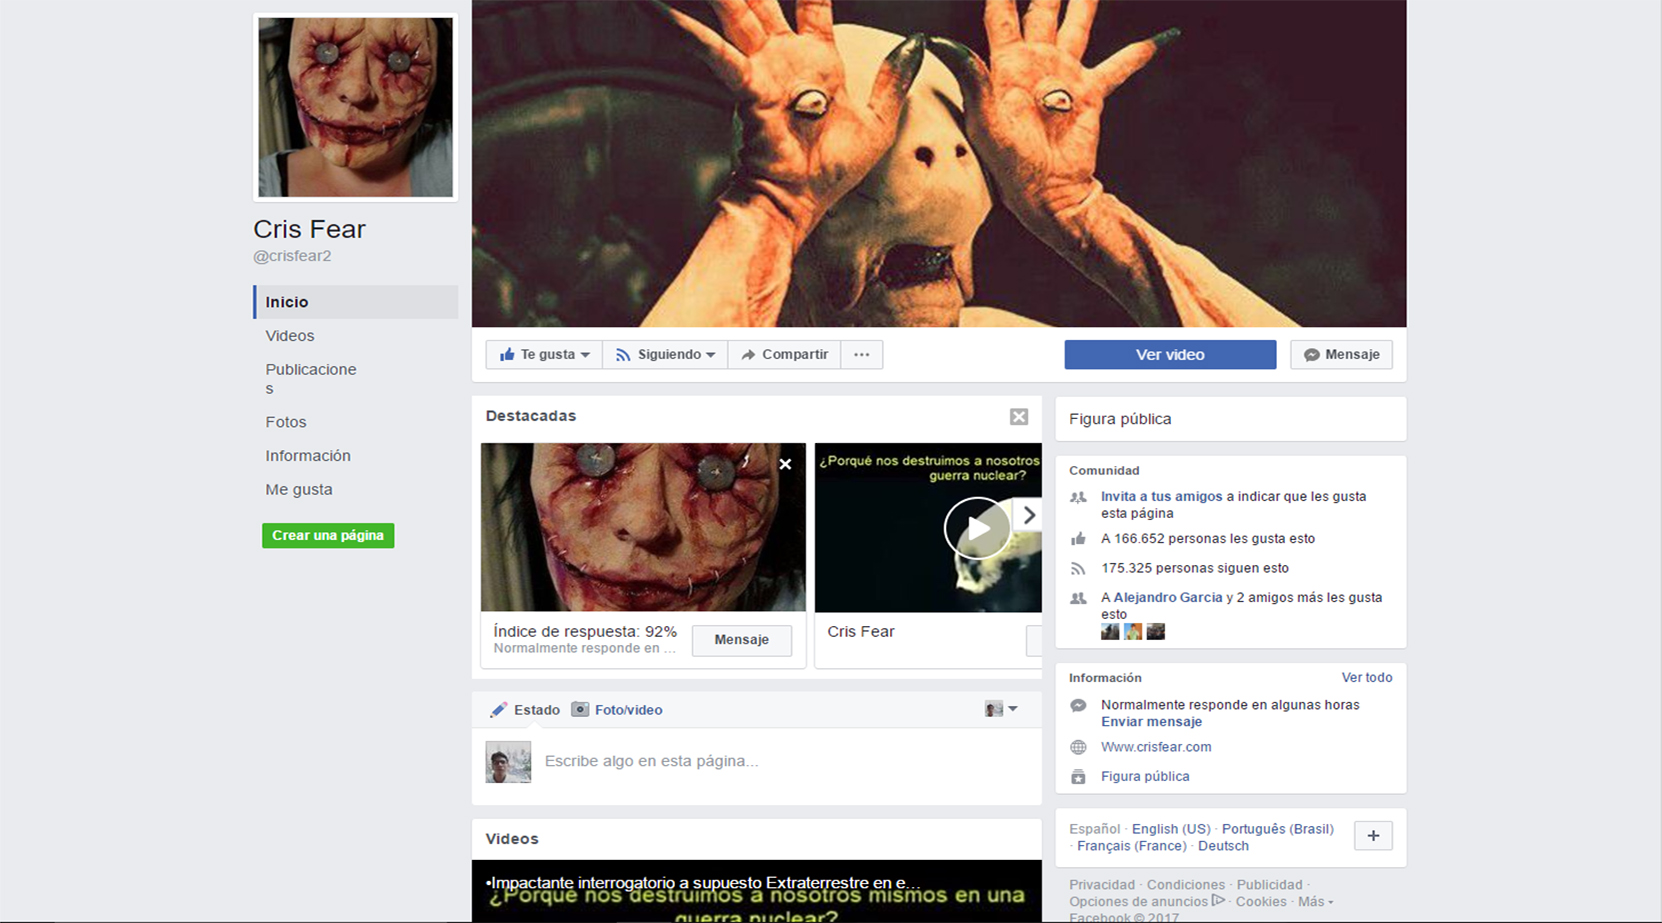 Cris Fear
@crisfear2
Inicio
Videos
Publicacione
s
Fotos
Información
Me gusta
Crear una página
Te gusta
Siguiendo
Compartir
...
Ver video
Mensaje
Destacadas
Índice de respuesta: 92%
Normalmente responde en ...
Mensaje
¿Porqué nos destruimos a nosotros
guerra nuclear?
Cris Fear
Estado
Foto/video
Escribe algo en esta página...
Videos
•Impactante interrogatorio a supuesto Extraterrestre en e...
¿Porqué nos destruimos a nosotros mismos en una
guerra nuclear?
Figura pública
Comunidad
Invita a tus amigos a indicar que les gusta
esta página
A 166.652 personas les gusta esto
175.325 personas siguen esto
A Alejandro Garcia y 2 amigos más les gusta
esto
Información
Ver todo
Normalmente responde en algunas horas
Enviar mensaje
Www.crisfear.com
Figura pública
Español · English (US) · Português (Brasil)
· Français (France) · Deutsch
+
Privacidad · Condiciones · Publicidad ·
Opciones de anuncios · Cookies · Más
Facebook © 2017